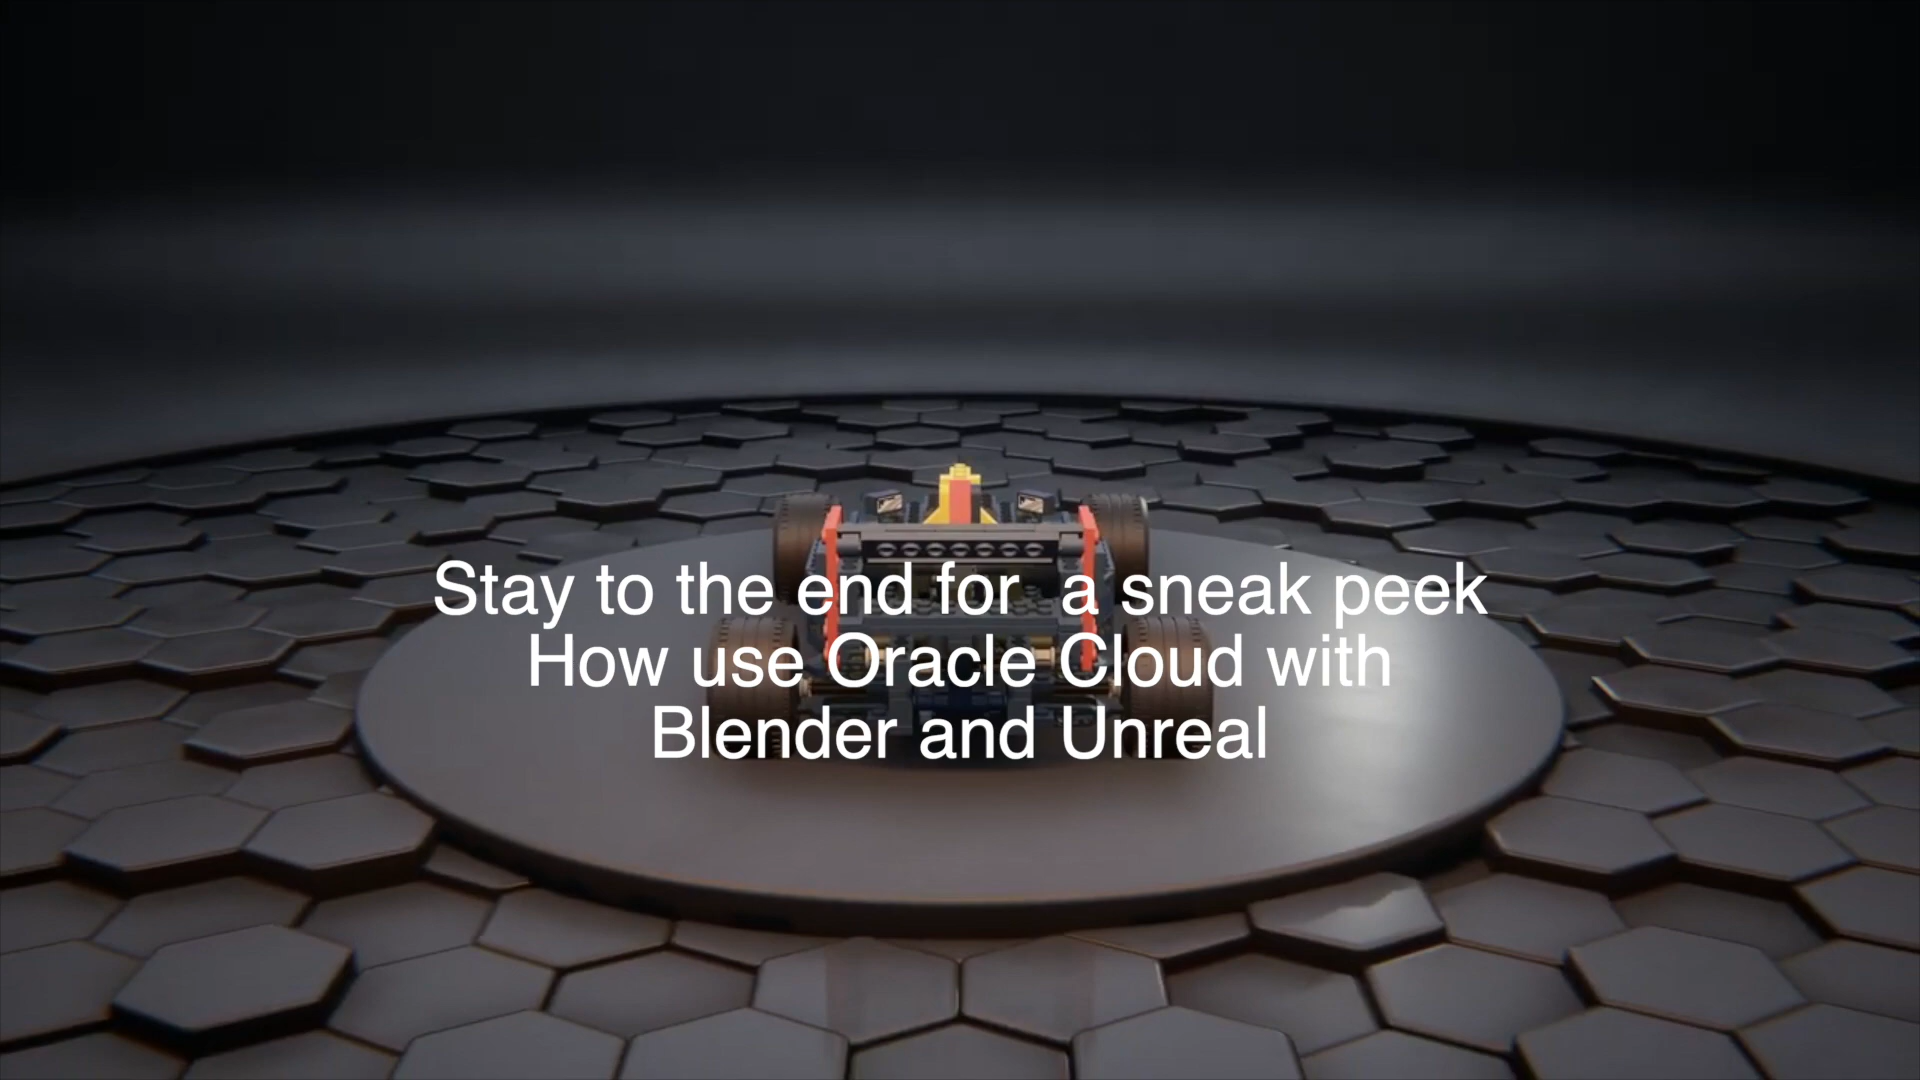 Stay to the end for  a sneak peek
How use Oracle Cloud with
Blender and Unreal